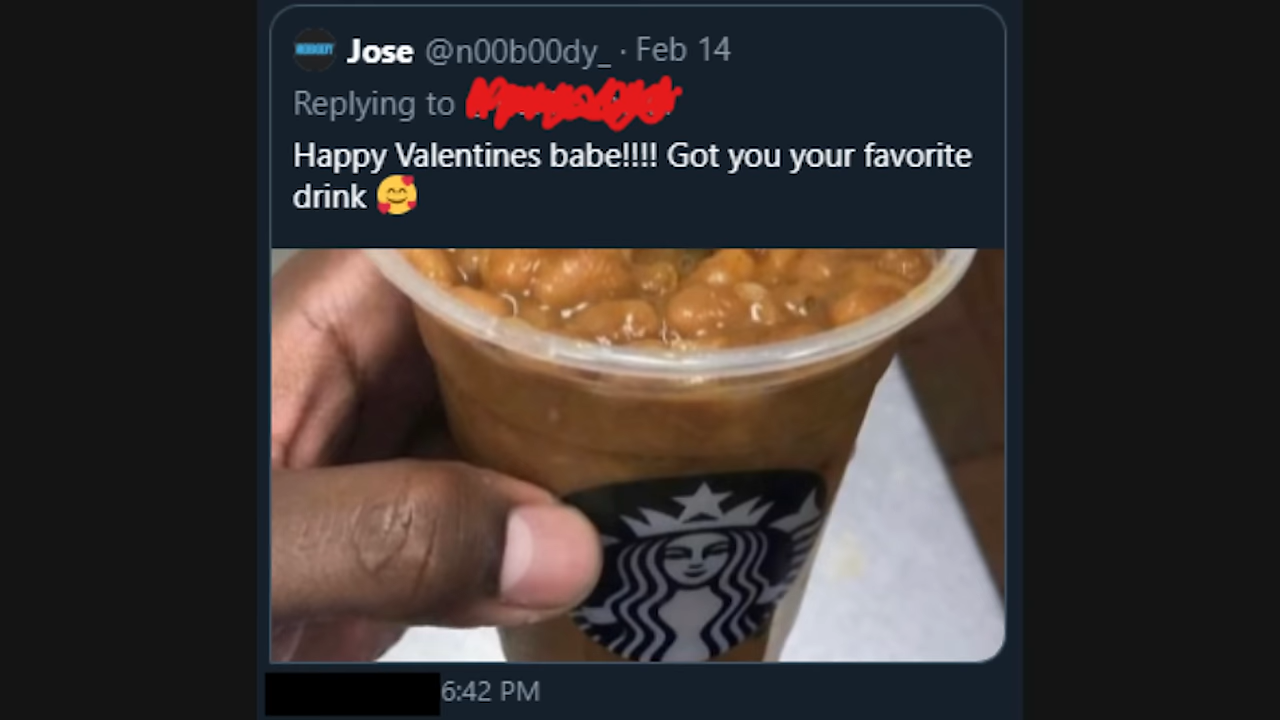 Jose @n00b00dy_ · Feb 14
Replying to
Happy Valentines babe!!!! Got you your favorite
drink 🥰
6:42 PM